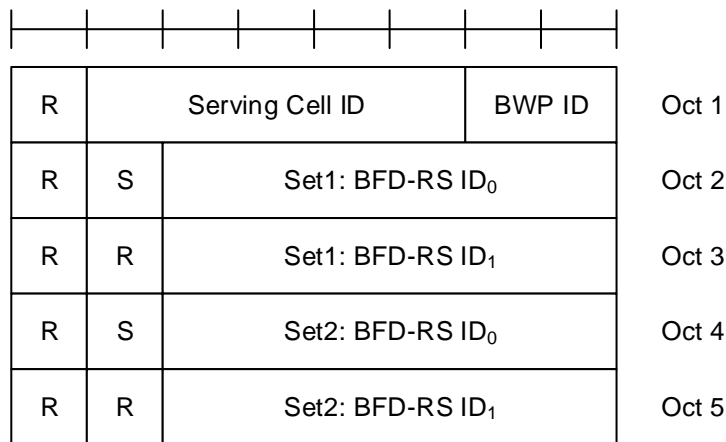 R Serving Cell ID BWP ID Oct 1
R S Set1: BFD-RS ID₀ Oct 2
R R Set1: BFD-RS ID₁ Oct 3
R S Set2: BFD-RS ID₀ Oct 4
R R Set2: BFD-RS ID₁ Oct 5